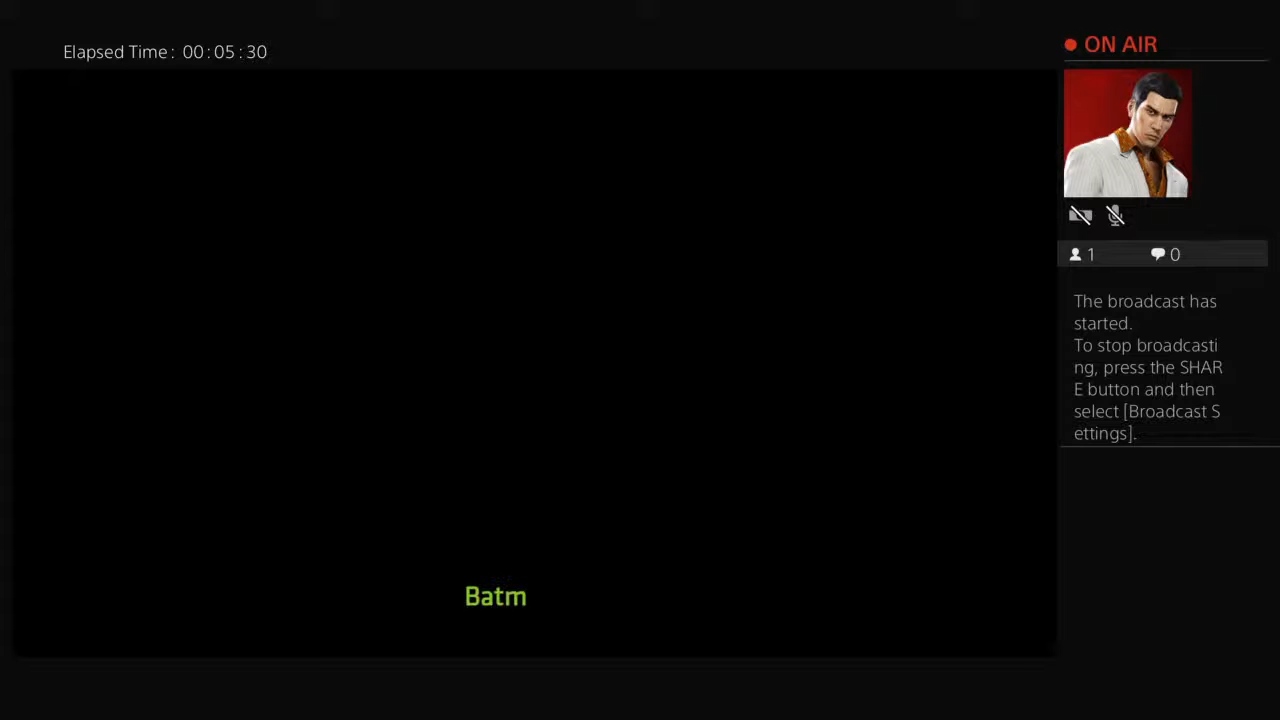 Elapsed Time: 00:05:30
ON AIR
1 0
The broadcast has
started.
To stop broadcasti
ng, press the SHAR
E button and then
select [Broadcast S
ettings].
Batm